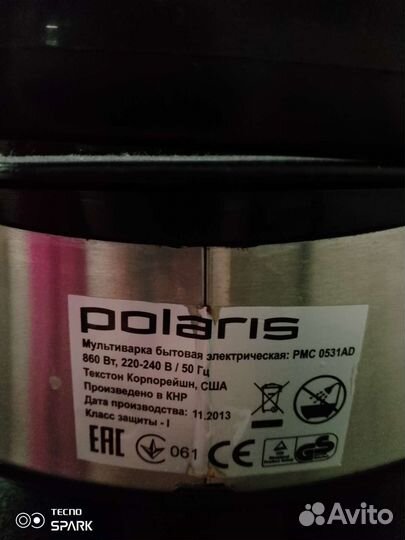 polaris
Мультиварка бытовая электрическая: PMC 0531AD
860 Вт, 220-240 В / 50 Гц
Текстон Корпорейшн, США
Произведено в КНР
Дата производства: 11.2013
Класс защиты - I
EAC 061 CE GS
TECNO
SPARK
Avito